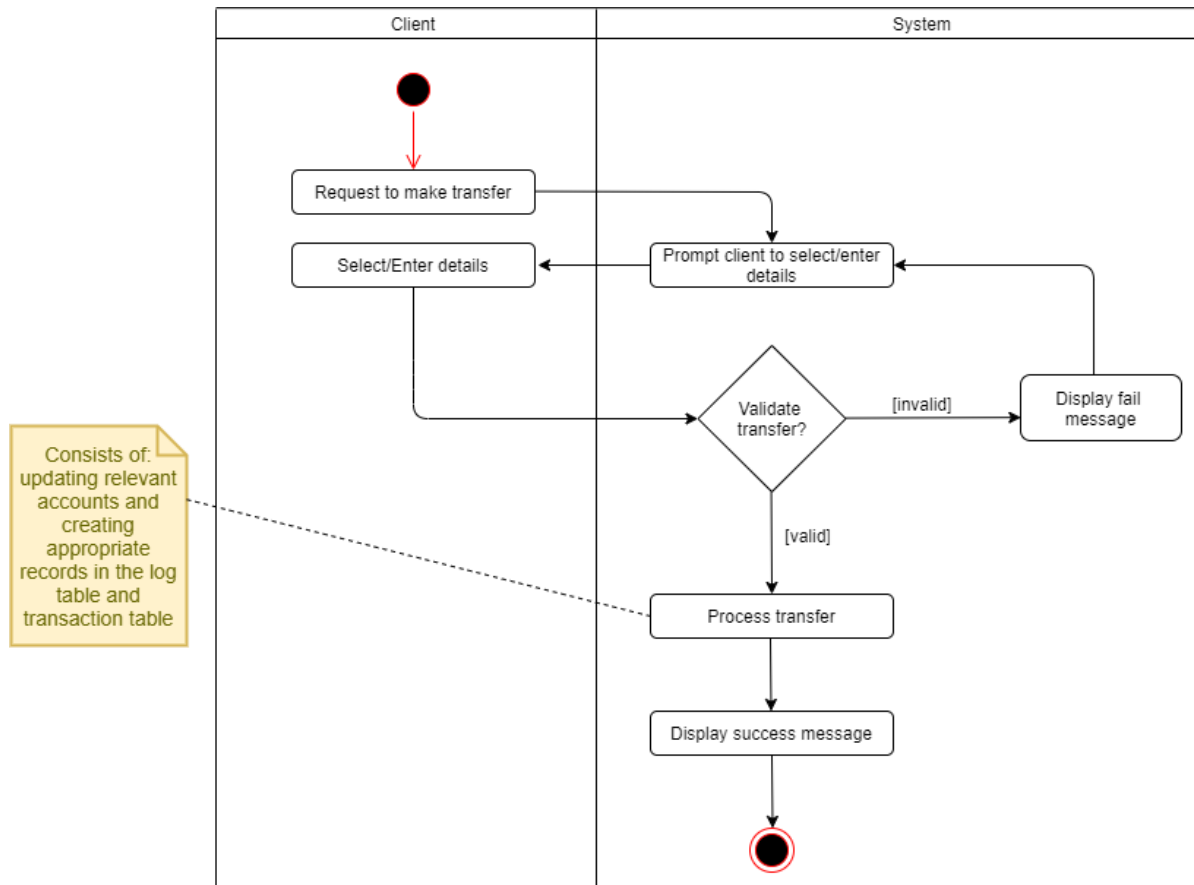 Client
System
Request to make transfer
Prompt client to select/enter
details
Select/Enter details
Validate
transfer?
[invalid]
Display fail
message
[valid]
Consists of:
updating relevant
accounts and
creating
appropriate
records in the log
table and
transaction table
Process transfer
Display success message